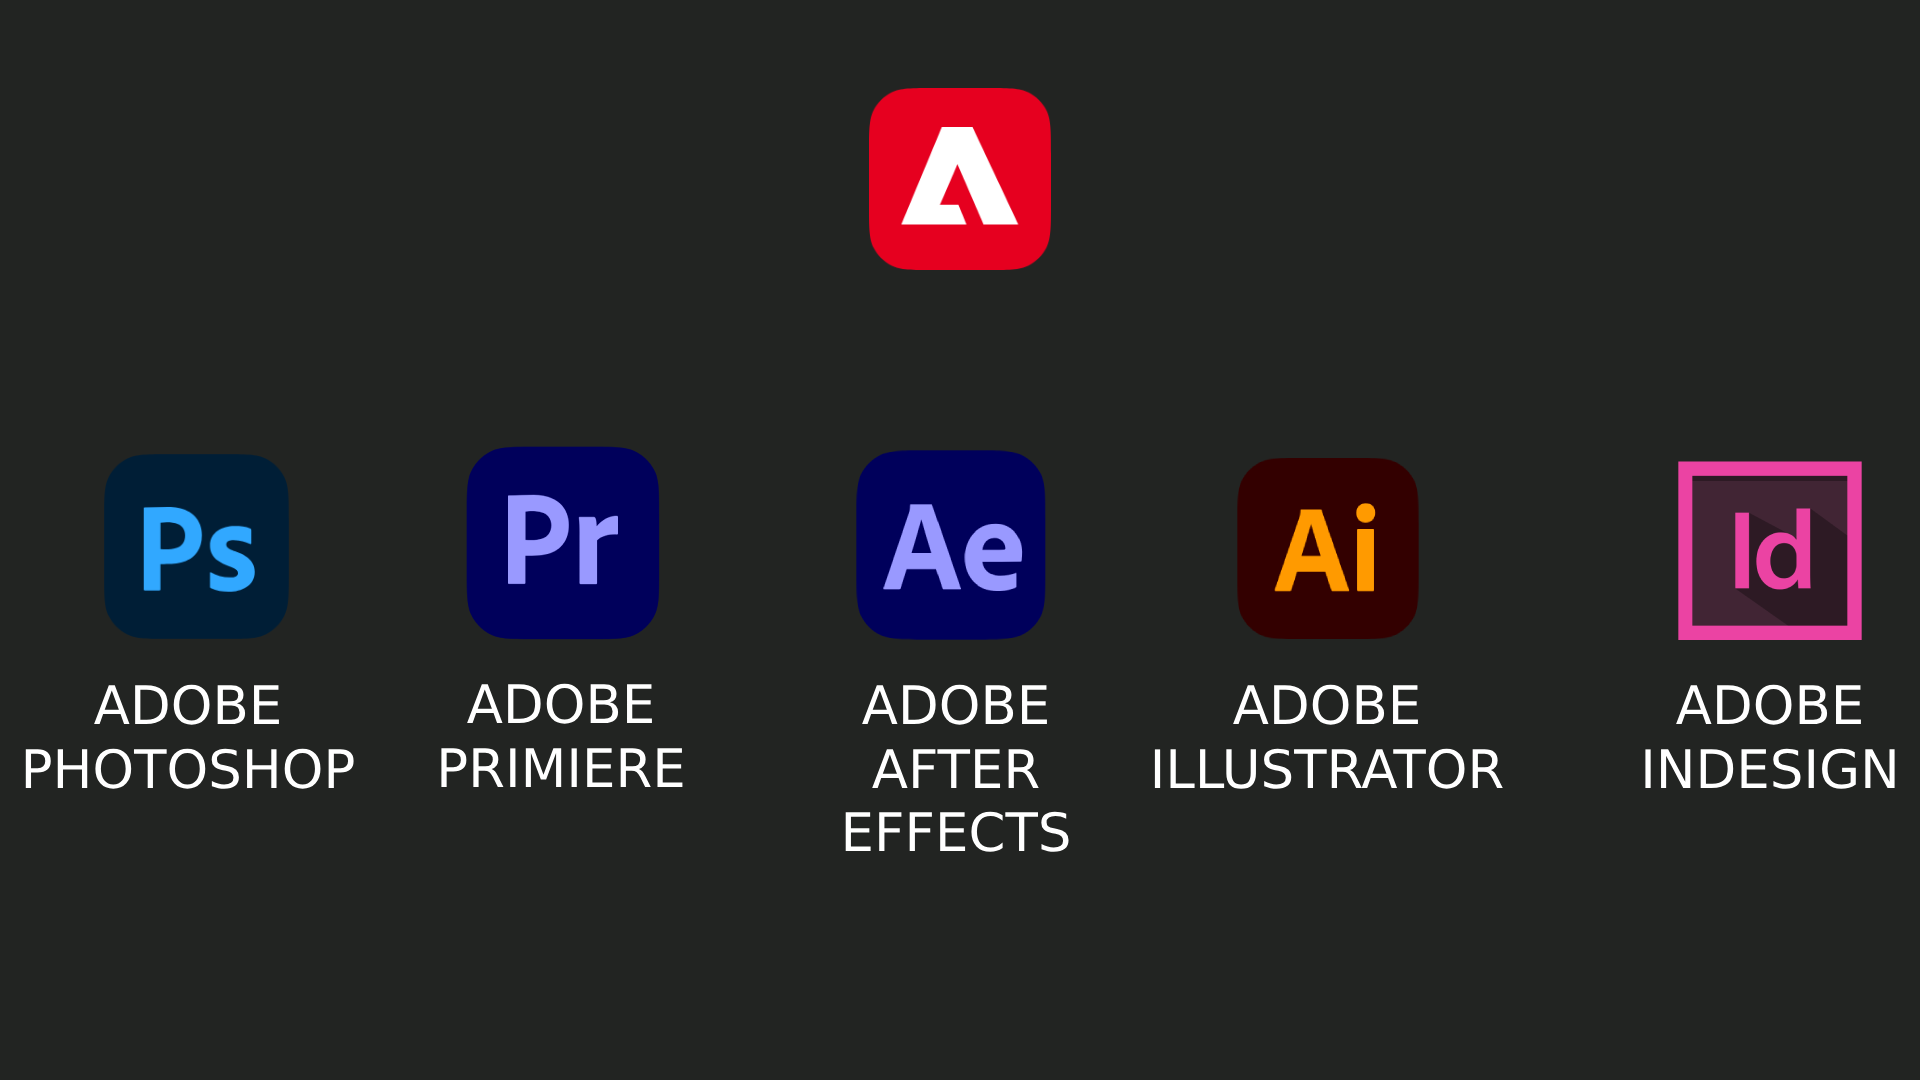 Ps
Pr
Ae
Ai
Id
ADOBE
PHOTOSHOP
ADOBE
PRIMIERE
ADOBE
AFTER
EFFECTS
ADOBE
ILLUSTRATOR
ADOBE
INDESIGN